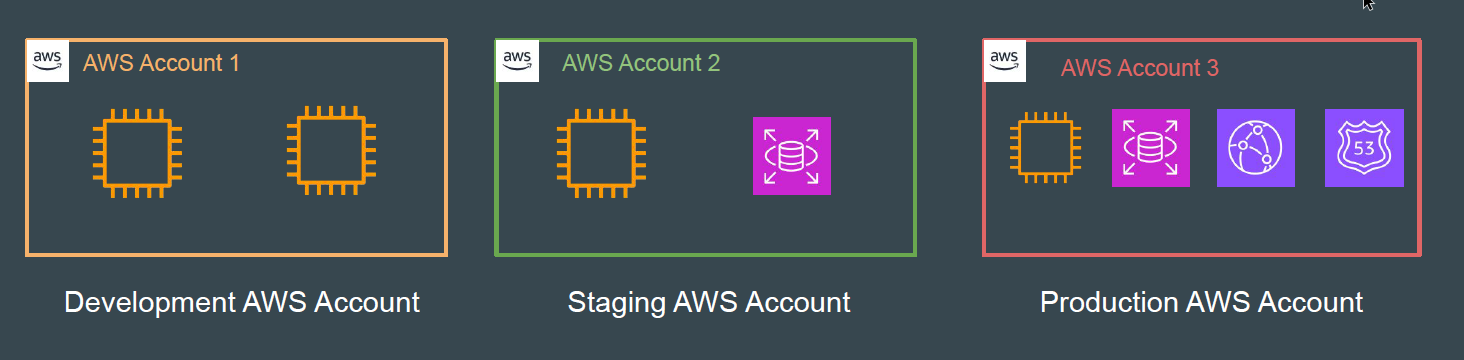 aws AWS Account 1
aws AWS Account 2
aws AWS Account 3
53
Development AWS Account
Staging AWS Account
Production AWS Account